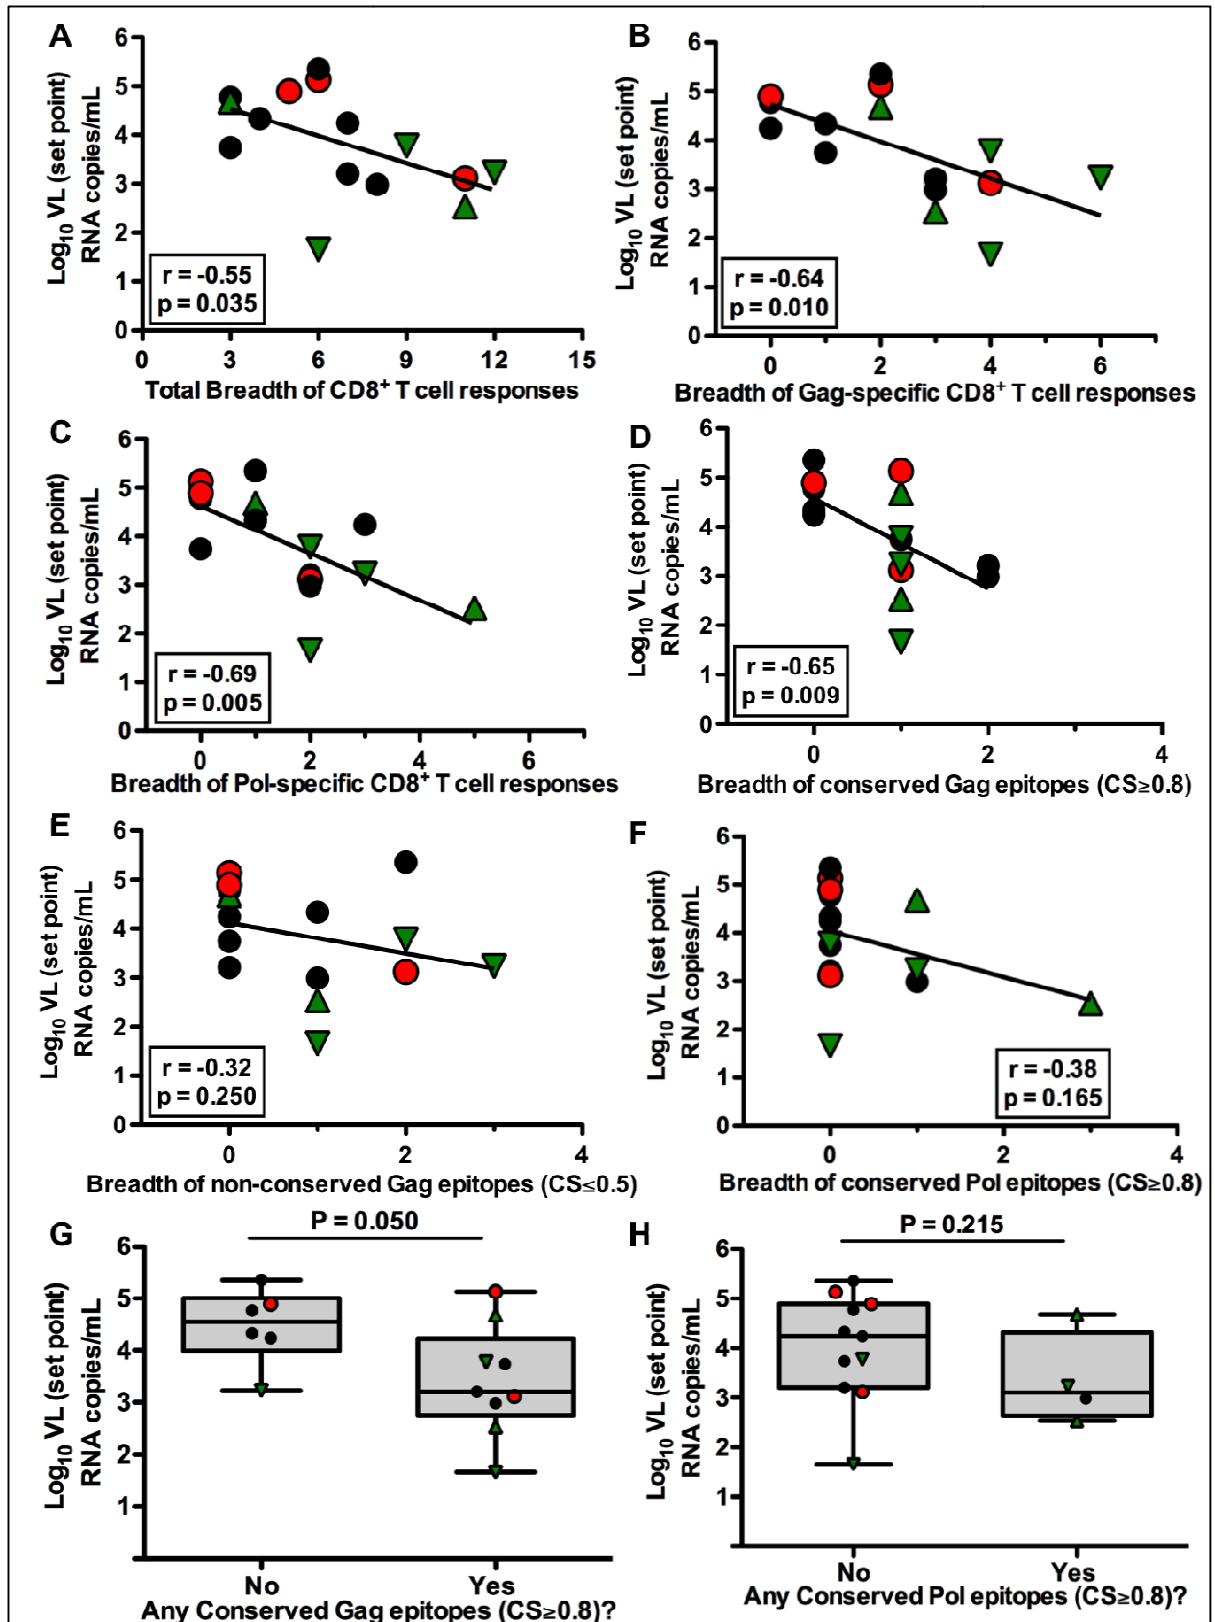 A
Log10 VL (set point)
RNA copies/mL
6
5
4
3
2
1
0
r = -0.55
p = 0.035
0 3 6 9 12 15
Total Breadth of CD8+ T cell responses
B
Log10 VL (set point)
RNA copies/mL
6
5
4
3
2
1
0
r = -0.64
p = 0.010
0 2 4 6
Breadth of Gag-specific CD8+ T cell responses
C
Log10 VL (set point)
RNA copies/mL
6
5
4
3
2
1
0
r = -0.69
p = 0.005
0 2 4 6
Breadth of Pol-specific CD8+ T cell responses
D
Log10 VL (set point)
RNA copies/mL
6
5
4
3
2
1
0
r = -0.65
p = 0.009
0 2 4
Breadth of conserved Gag epitopes (CS≥0.8)
E
Log10 VL (set point)
RNA copies/mL
6
5
4
3
2
1
0
r = -0.32
p = 0.250
0 2 4
Breadth of non-conserved Gag epitopes (CS≤0.5)
F
Log10 VL (set point)
RNA copies/mL
6
5
4
3
2
1
0
r = -0.38
p = 0.165
0 2 4
Breadth of conserved Pol epitopes (CS≥0.8)
G
P = 0.050
Log10 VL (set point)
RNA copies/mL
6
5
4
3
2
1
No Yes
Any Conserved Gag epitopes (CS≥0.8)?
H
P = 0.215
Log10 VL (set point)
RNA copies/mL
6
5
4
3
2
1
No Yes
Any Conserved Pol epitopes (CS≥0.8)?